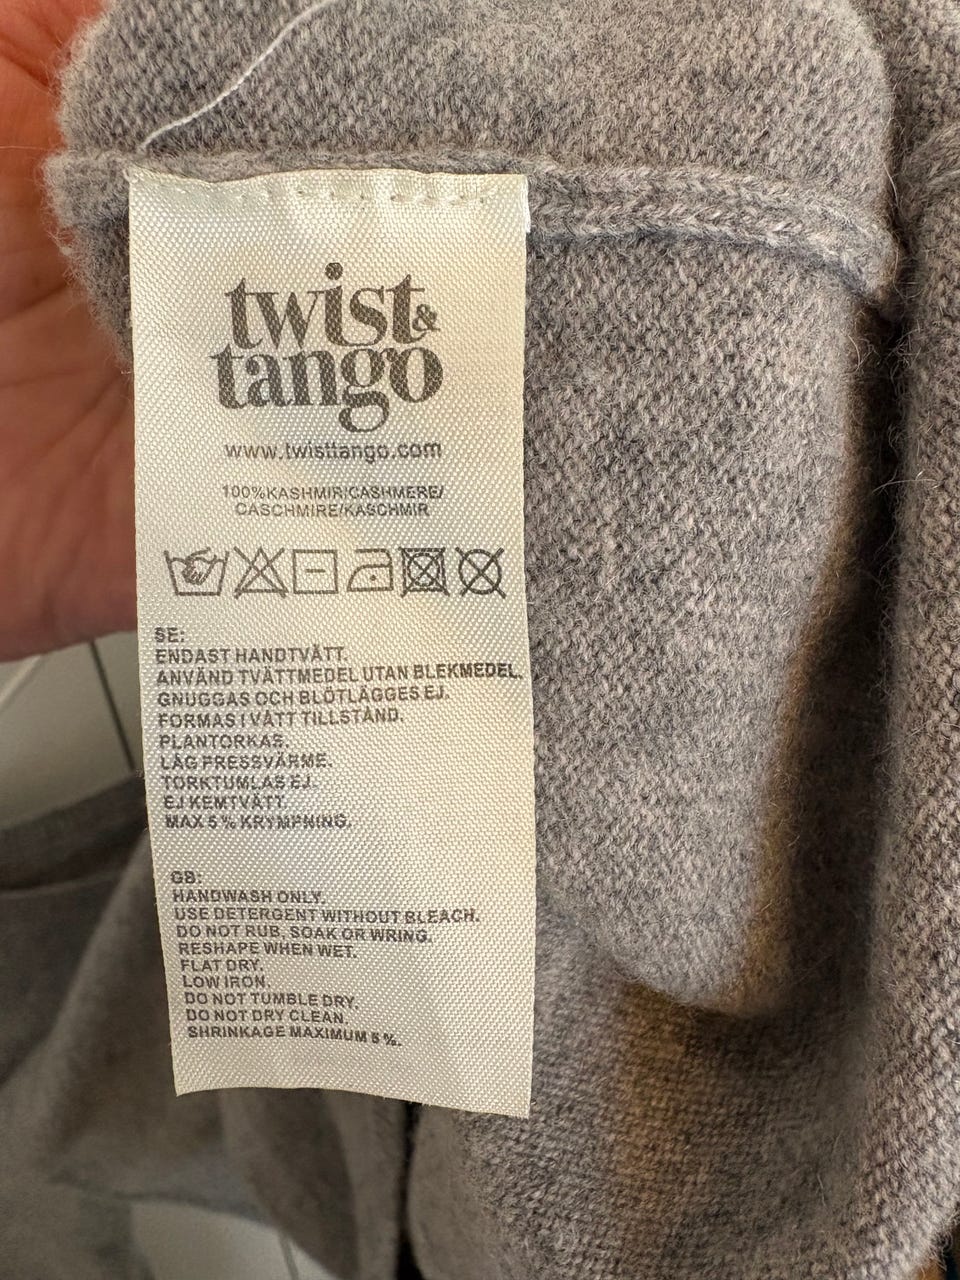 twist&
tango
www.twisttango.com
100%KASHMIR/CASHMERE/
CASCHMIRE/KASCHMIR
SE:
ENDAST HANDTVÄTT.
ANVÄND TVÄTTMEDEL UTAN BLEKMEDEL.
GNUGGAS OCH BLÖTLÄGGES EJ.
FORMAS I VÅTT TILLSTÅND.
PLANTORKAS.
LÅG PRESSVÄRME.
TORKTUMLAS EJ.
EJ KEMTVÄTT.
MAX 5 % KRYMPNING.
GB:
HANDWASH ONLY.
USE DETERGENT WITHOUT BLEACH.
DO NOT RUB, SOAK OR WRING.
RESHAPE WHEN WET.
FLAT DRY.
LOW IRON.
DO NOT TUMBLE DRY.
DO NOT DRY CLEAN.
SHRINKAGE MAXIMUM 5 %.